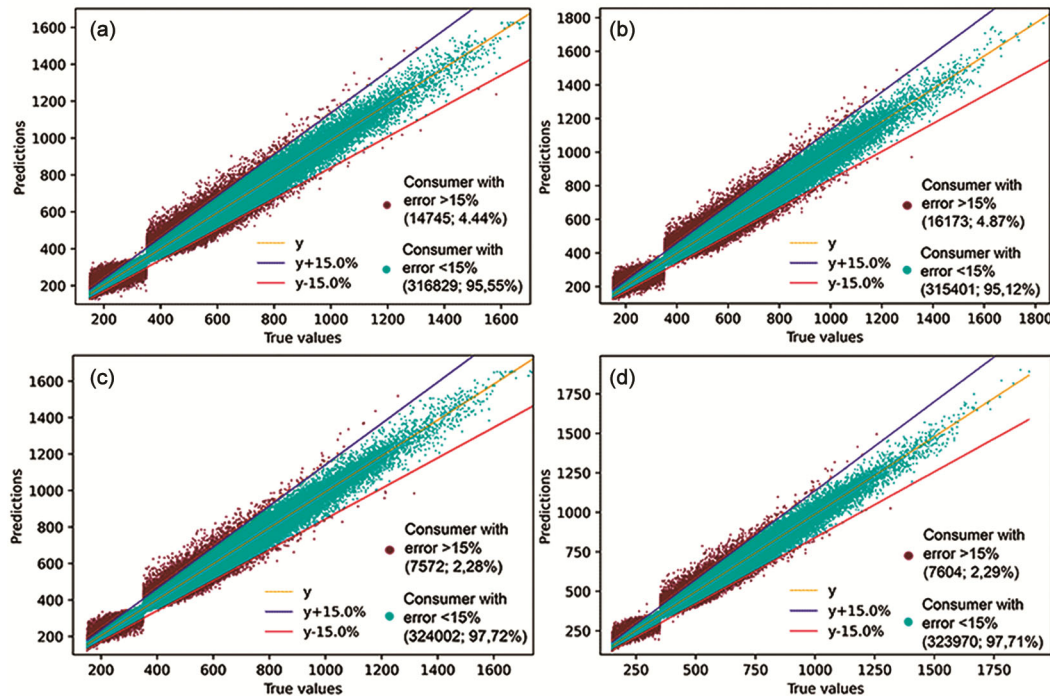 (a)
1600
1400
1200
1000
800
600
400
200
Predictions
Consumer with
error >15%
(14745; 4.44%)
Consumer with
error <15%
(316829; 95,55%)
y
y+15.0%
y-15.0%
200 400 600 800 1000 1200 1400 1600
True values
(b)
1800
1600
1400
1200
1000
800
600
400
200
Predictions
Consumer with
error >15%
(16173; 4.87%)
Consumer with
error <15%
(315401; 95,12%)
y
y+15.0%
y-15.0%
200 400 600 800 1000 1200 1400 1600 1800
True values
(c)
1600
1400
1200
1000
800
600
400
200
Predictions
Consumer with
error >15%
(7572; 2,28%)
Consumer with
error <15%
(324002; 97,72%)
y
y+15.0%
y-15.0%
200 400 600 800 1000 1200 1400 1600
True values
(d)
1750
1500
1250
1000
750
500
250
Predictions
Consumer with
error >15%
(7604; 2,29%)
Consumer with
error <15%
(323970; 97,71%)
y
y+15.0%
y-15.0%
250 500 750 1000 1250 1500 1750
True values